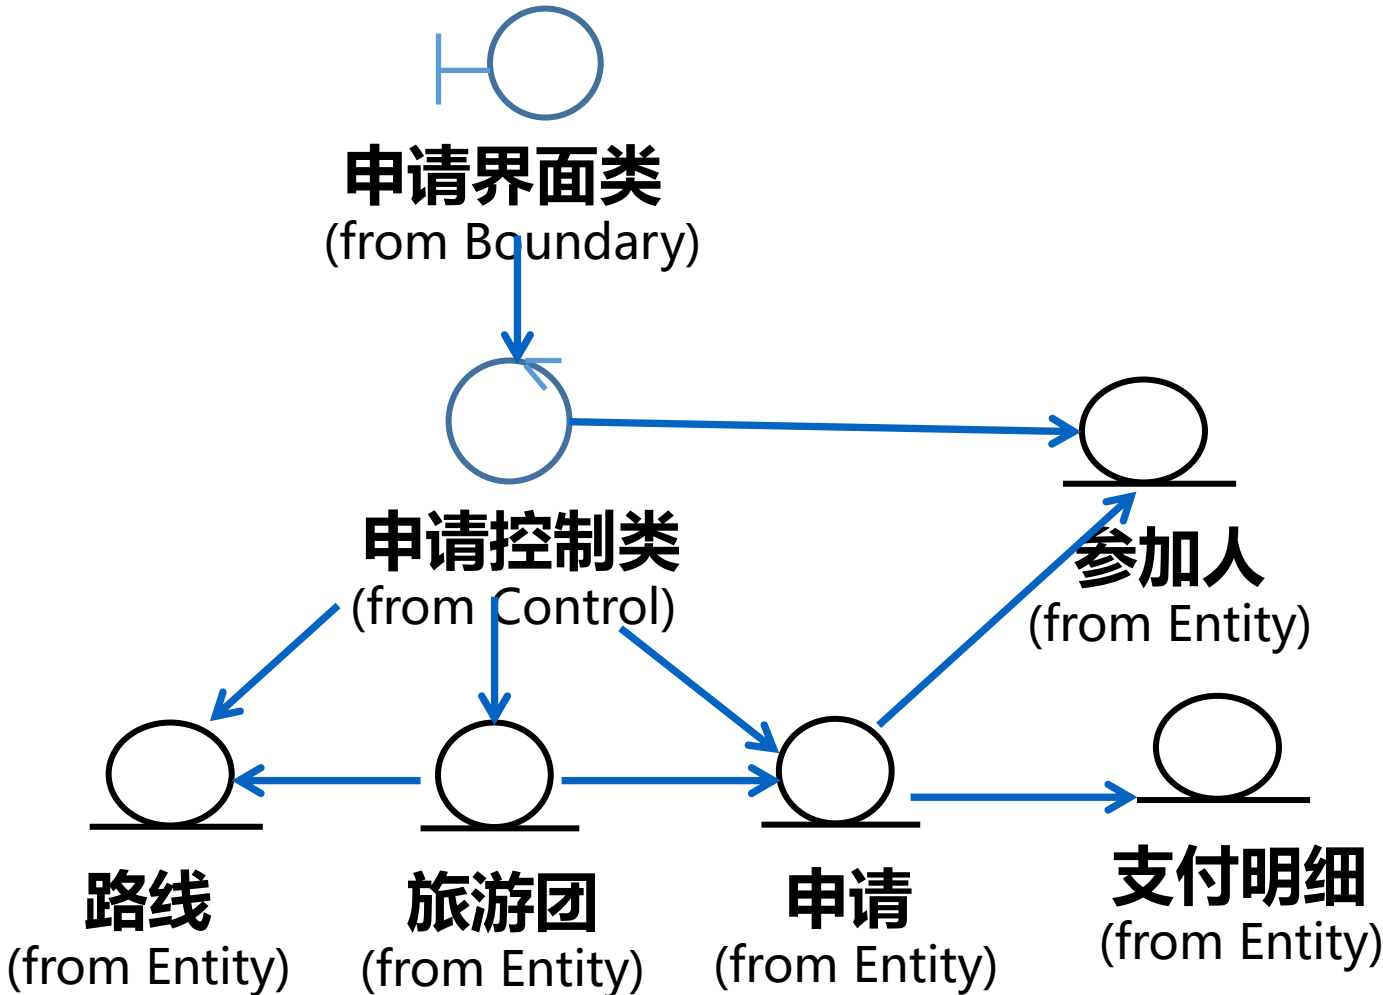 申请界面类
(from Boundary)
申请控制类
(from Control)
参加人
(from Entity)
路线
(from Entity)
旅游团
(from Entity)
申请
(from Entity)
支付明细
(from Entity)